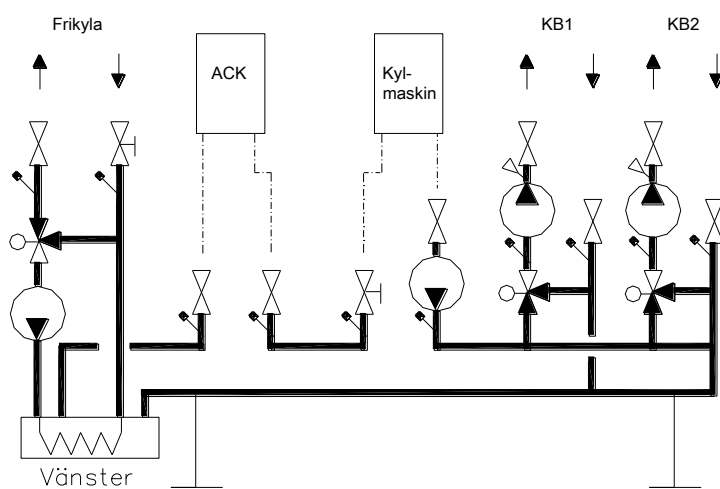 Frikyla
KB1
KB2
ACK
Kyl-
maskin
Vänster